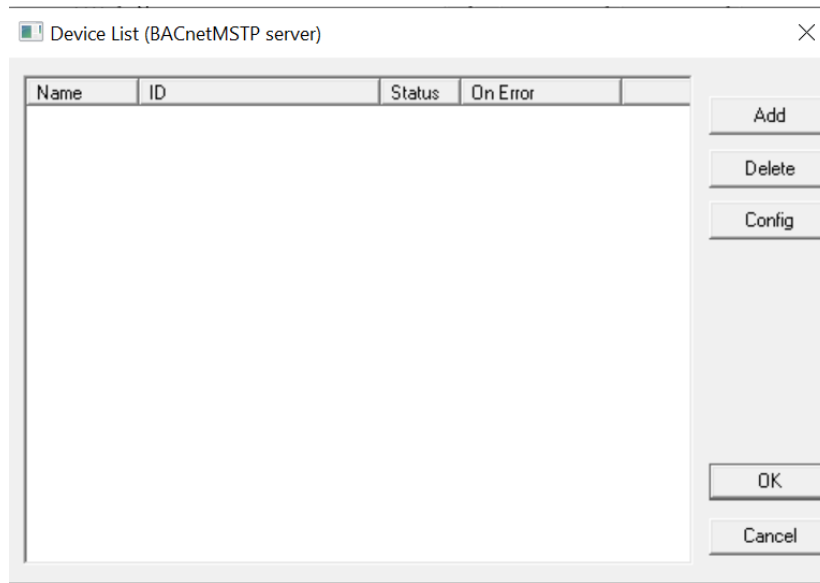 Device List (BACnetMSTP server)
Name ID Status On Error
Add
Delete
Config
OK
Cancel